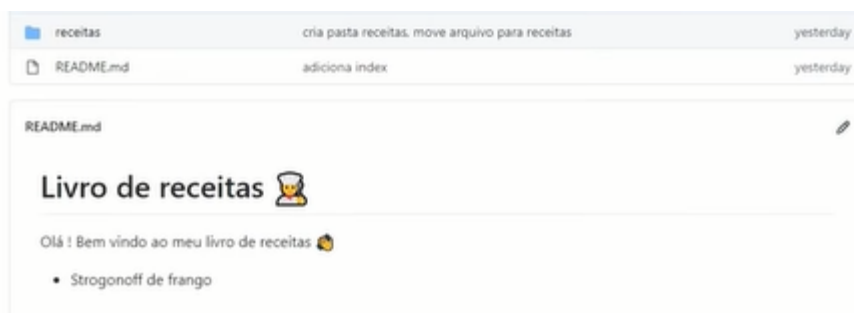 receitas cria pasta receitas, move arquivo para receitas yesterday
README.md adiciona index yesterday
README.md
Livro de receitas
Olá ! Bem vindo ao meu livro de receitas
• Strogonoff de frango